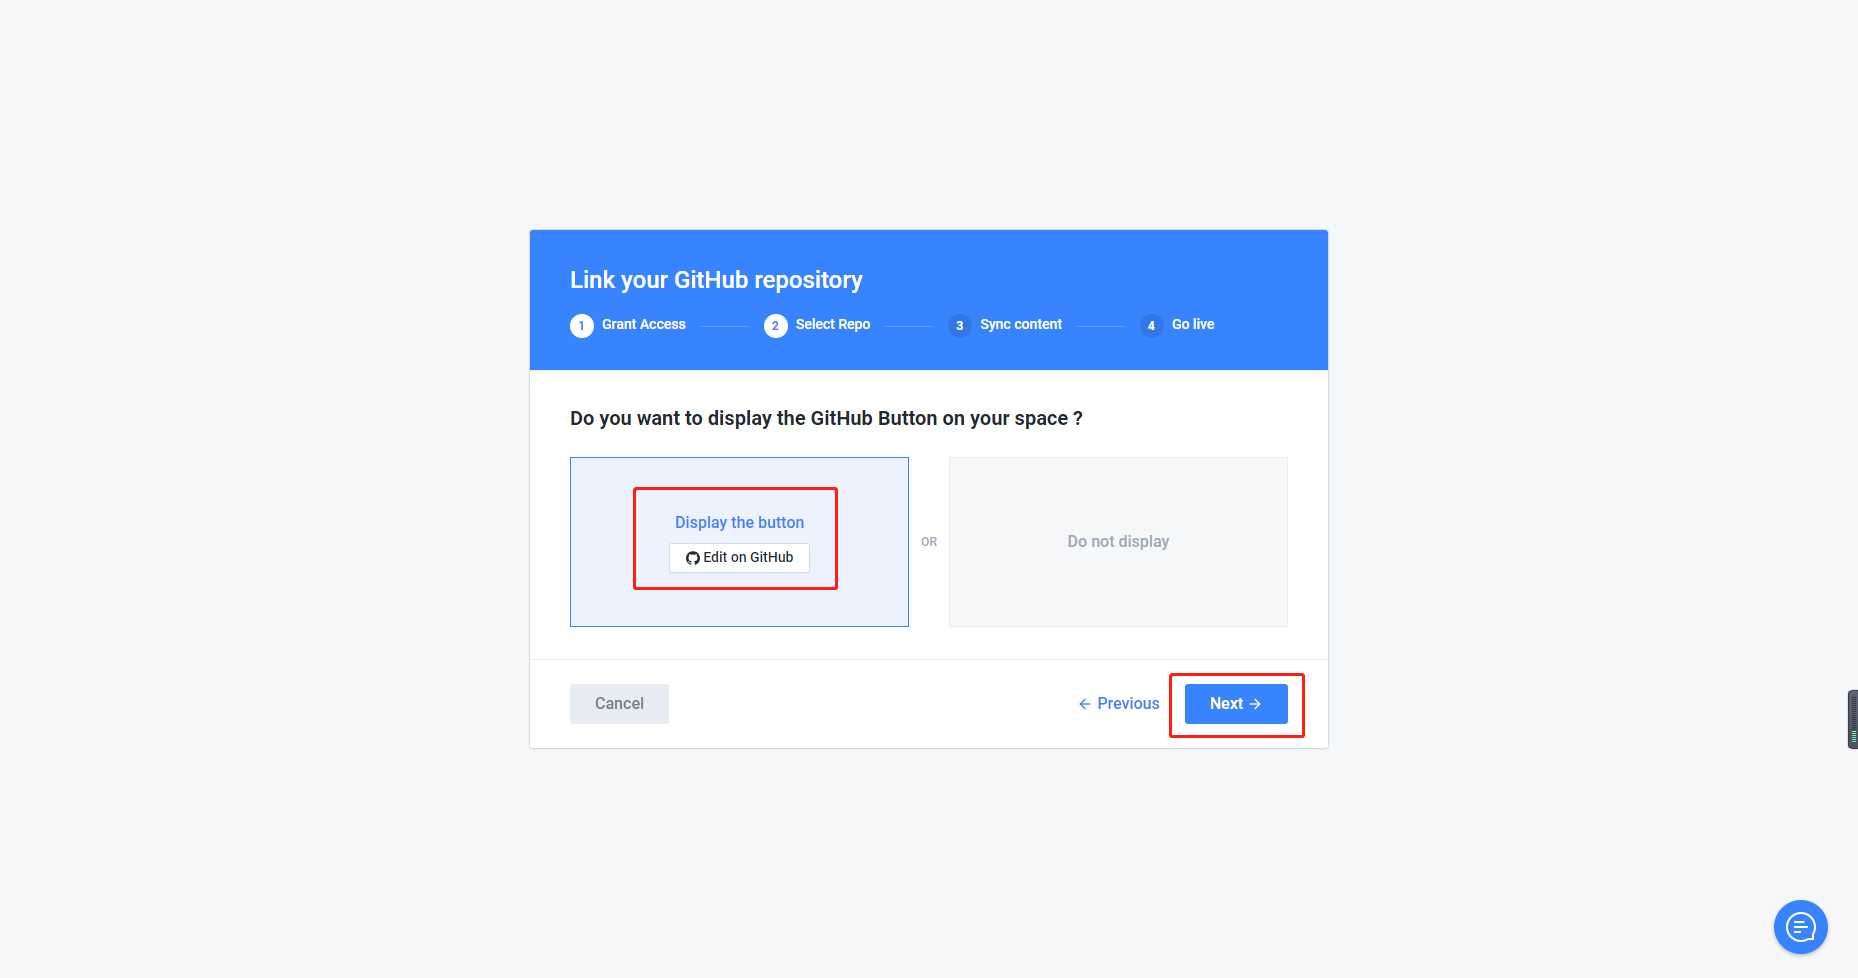 Link your GitHub repository
1 Grant Access 2 Select Repo 3 Sync content 4 Go live
Do you want to display the GitHub Button on your space ?
Display the button
Edit on GitHub
OR
Do not display
Cancel
← Previous
Next →